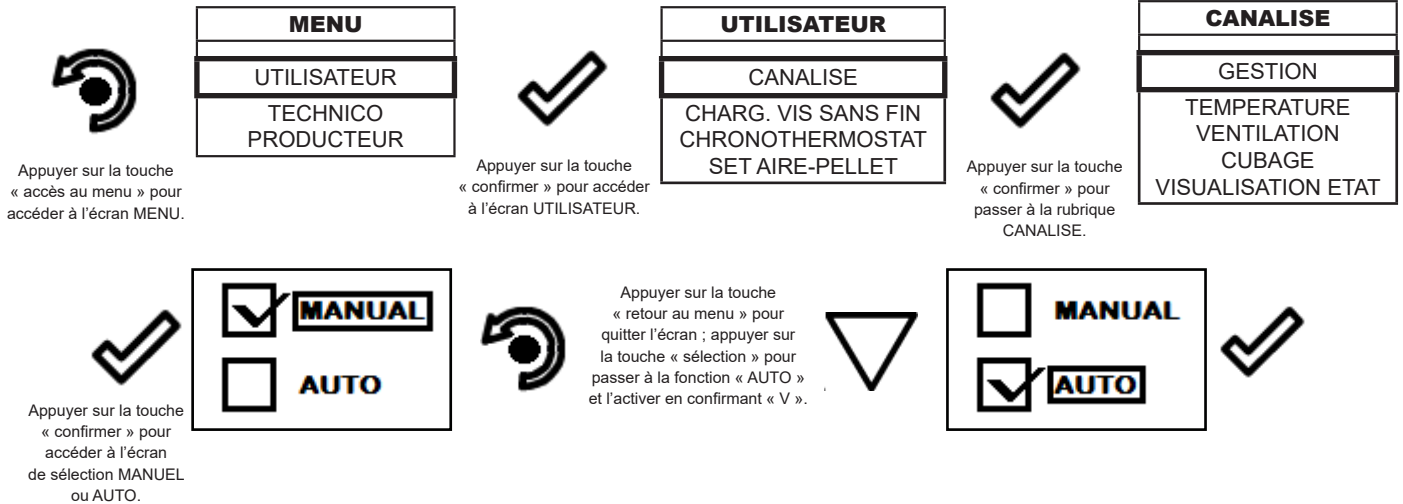 MENU
UTILISATEUR
TECHNICO
PRODUCTEUR
Appuyer sur la touche
« accès au menu » pour
accéder à l'écran MENU.
UTILISATEUR
CANALISE
CHARG. VIS SANS FIN
CHRONOTHERMOSTAT
SET AIRE-PELLET
Appuyer sur la touche
« confirmer » pour accéder
à l'écran UTILISATEUR.
CANALISE
GESTION
TEMPERATURE
VENTILATION
CUBAGE
VISUALISATION ETAT
Appuyer sur la touche
« confirmer » pour
passer à la rubrique
CANALISE.
MANUAL
AUTO
Appuyer sur la touche
« confirmer » pour
accéder à l'écran
de sélection MANUEL
ou AUTO.
Appuyer sur la touche
« retour au menu » pour
quitter l'écran ; appuyer sur
la touche « sélection » pour
passer à la fonction « AUTO »
et l'activer en confirmant « V ».
MANUAL
AUTO